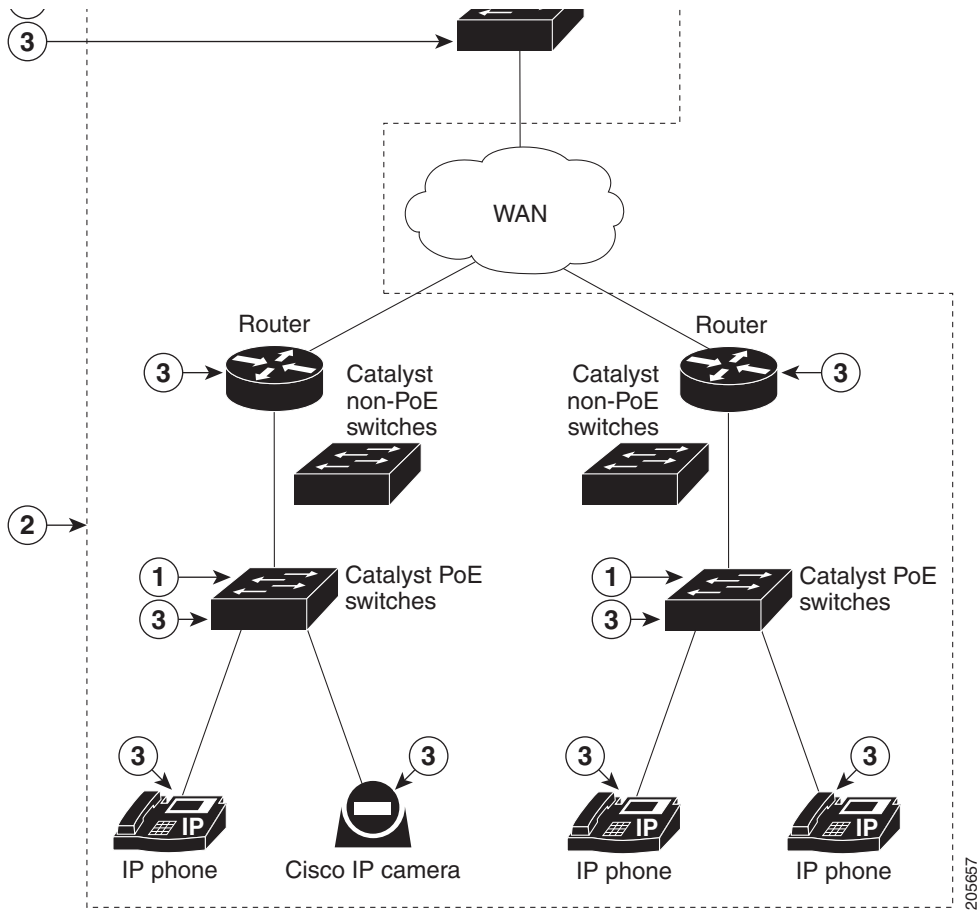 3
WAN
Router
Router
3
3
Catalyst
non-PoE
switches
Catalyst
non-PoE
switches
2
1
Catalyst PoE
switches
3
1
Catalyst PoE
switches
3
3
3
3
3
IP
IP
IP
IP phone
Cisco IP camera
IP phone
IP phone
205657